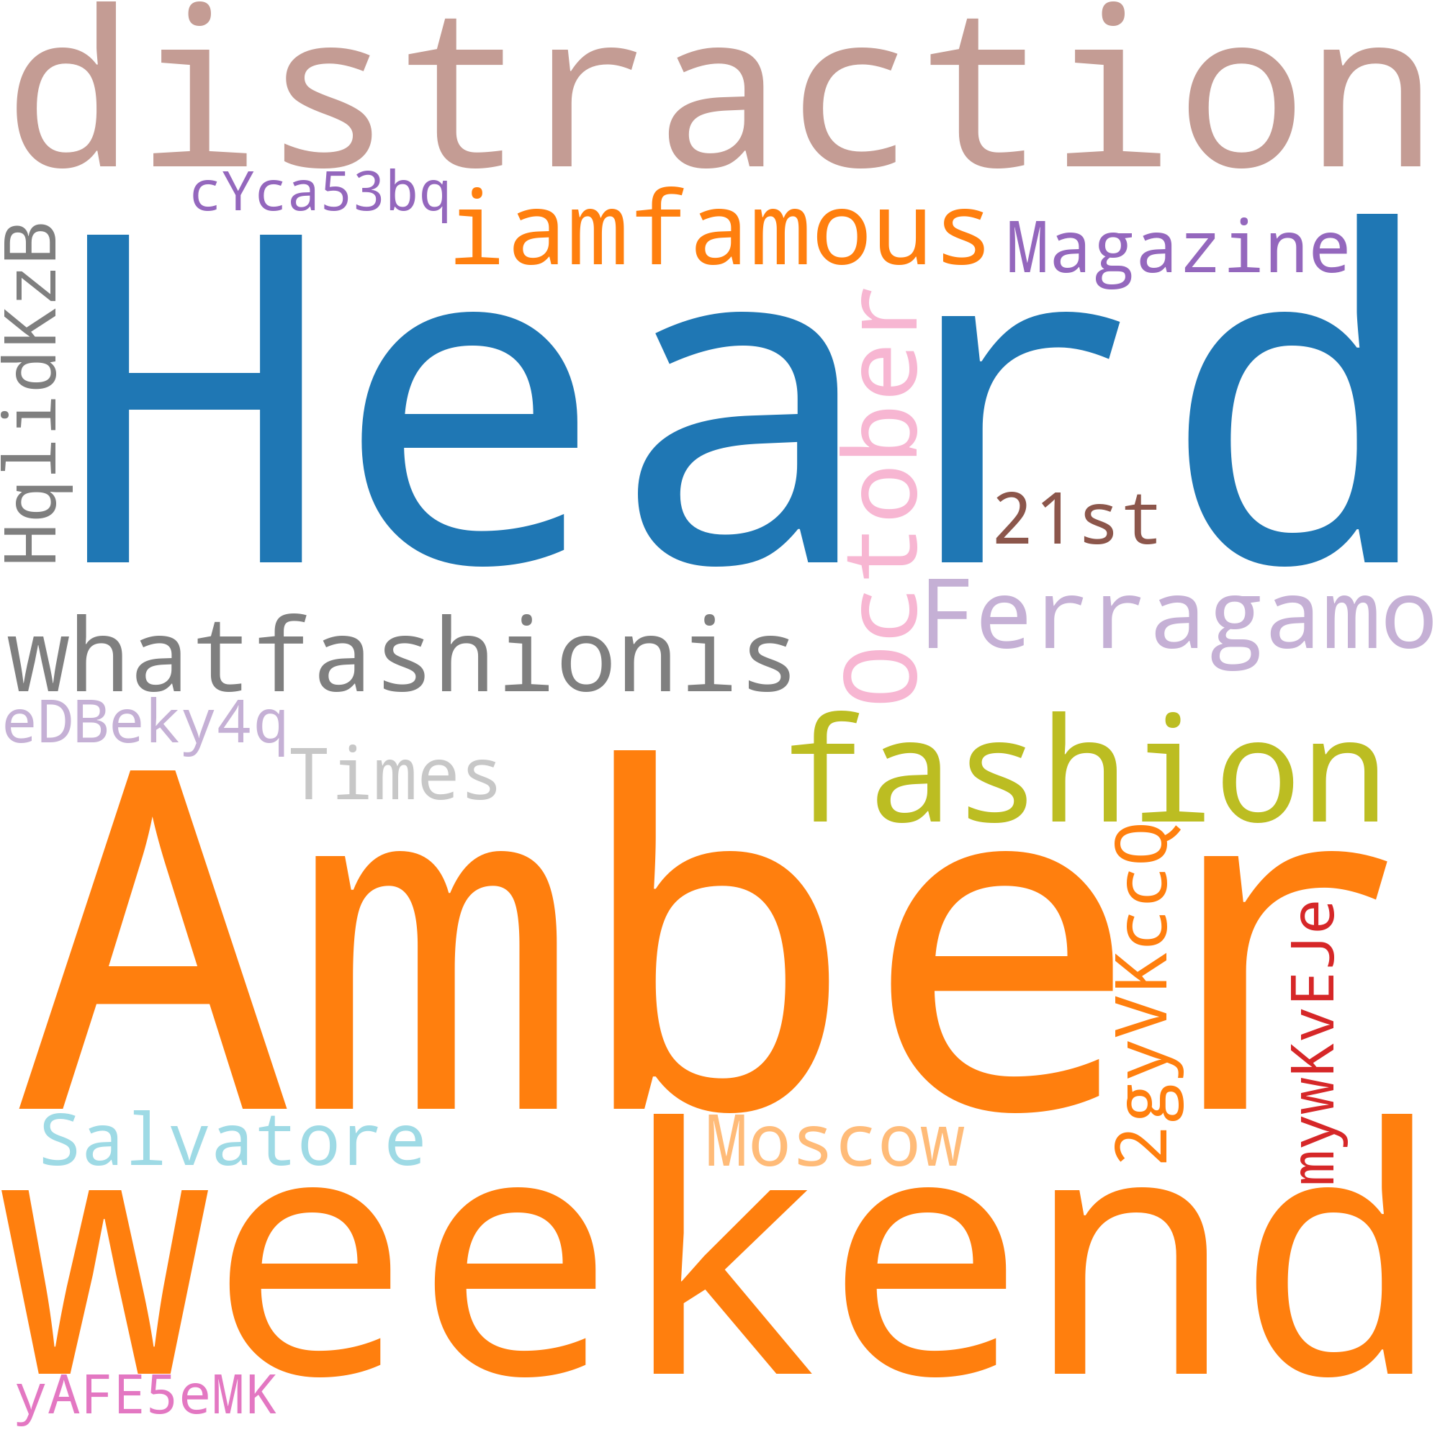 distraction
cYca53bq
iamfamous
Magazine
HqlidKzB
Heard
October
21st
Ferragamo
whatfashionis
eDBeky4q
Times
fashion
Amber
2gyVKccQ
mywKvEJe
Salvatore
Moscow
weekend
yAFE5eMK